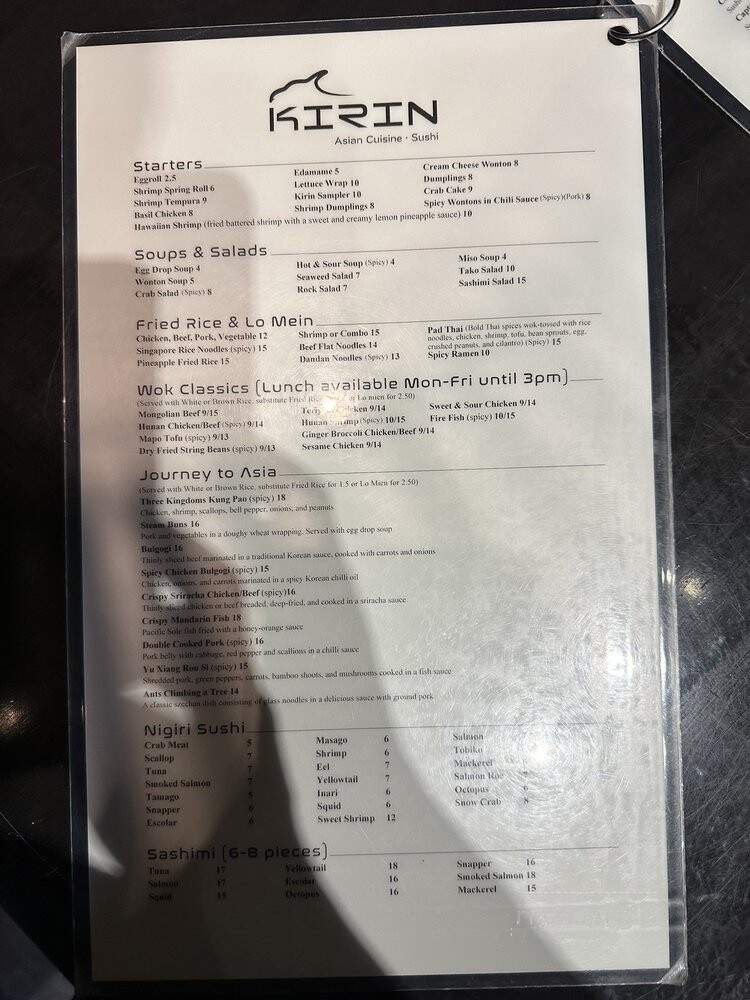 KIRIN
Asian Cuisine · Sushi
Starters
Eggroll 2.5
Shrimp Spring Roll 6
Shrimp Tempura 9
Basil Chicken 8
Edamame 5
Lettuce Wrap 10
Kirin Sampler 10
Shrimp Dumplings 8
Cream Cheese Wonton 8
Dumplings 8
Crab Cake 9
Spicy Wontons in Chili Sauce (Spicy)(Pork) 8
Hawaiian Shrimp (fried battered shrimp with a sweet and creamy lemon pineapple sauce) 10
Soups & Salads
Egg Drop Soup 4
Wonton Soup 5
Crab Salad (Spicy) 8
Hot & Sour Soup (Spicy) 4
Seaweed Salad 7
Rock Salad 7
Miso Soup 4
Tako Salad 10
Sashimi Salad 15
Fried Rice & Lo Mein
Chicken, Beef, Pork, Vegetable 12
Singapore Rice Noodles (spicy) 15
Pineapple Fried Rice 15
Shrimp or Combo 15
Beef Flat Noodles 14
Dandan Noodles (Spicy) 13
Pad Thai (Bold Thai spices wok-tossed with rice
noodles, chicken, shrimp, tofu, bean sprouts, egg,
crushed peanuts, and cilantro) (Spicy) 15
Spicy Ramen 10
Wok Classics (Lunch available Mon-Fri until 3pm)
(Served with White or Brown Rice, substitute Fried Rice or Lo mien for 2.50)
Mongolian Beef 9/15
Hunan Chicken/Beef (Spicy) 9/14
Mapo Tofu (spicy) 9/13
Dry Fried String Beans (spicy) 9/13
Chicken 9/14
Hunan Shrimp (Spicy) 10/15
Ginger Broccoli Chicken/Beef 9/14
Sesame Chicken 9/14
Sweet & Sour Chicken 9/14
Fire Fish (spicy) 10/15
Journey to Asia
(Served with White or Brown Rice, substitute Fried Rice for 1.5 or Lo Mien for 2.50)
Three Kingdoms Kung Pao (spicy) 18
Chicken, shrimp, scallops, bell pepper, onions, and peanuts
Steam Buns 16
Pork and vegetables in a doughy wheat wrapping. Served with egg drop soup
Bulgogi 16
Thinly sliced beef marinated in a traditional Korean sauce, cooked with carrots and onions
Spicy Chicken Bulgogi (spicy) 15
Chicken, onions, and carrots marinated in a spicy Korean chilli oil
Crispy Sriracha Chicken/Beef (spicy)16
Thinly sliced chicken or beef breaded, deep-fried, and cooked in a sriracha sauce
Crispy Mandarin Fish 18
Pacific Sole fish fried with a honey-orange sauce
Double Cooked Pork (spicy) 16
Pork belly with cabbage, red pepper and scallions in a chilli sauce
Yu Xiang Rou Si (spicy) 15
Shredded pork, green peppers, carrots, bamboo shoots, and mushrooms cooked in a fish sauce
Ants Climbing a Tree 14
A classic szechan dish consisting of glass noodles in a delicious sauce with ground pork
Nigiri Sushi
Crab Meat 5
Scallop 7
Tuna 7
Smoked Salmon 7
Tamago 5
Snapper 6
Escolar 6
Masago 6
Shrimp 6
Eel 7
Yellowtail 7
Inari 6
Squid 6
Sweet Shrimp 12
Salmon
Tobiko
Mackerel
Salmon Roe
Octopus 6
Snow Crab 8
Sashimi (6-8 pieces)
Tuna 17
Salmon 17
Squid 15
Yellowtail 18
Escolar 16
Octopus 16
Snapper 16
Smoked Salmon 18
Mackerel 15